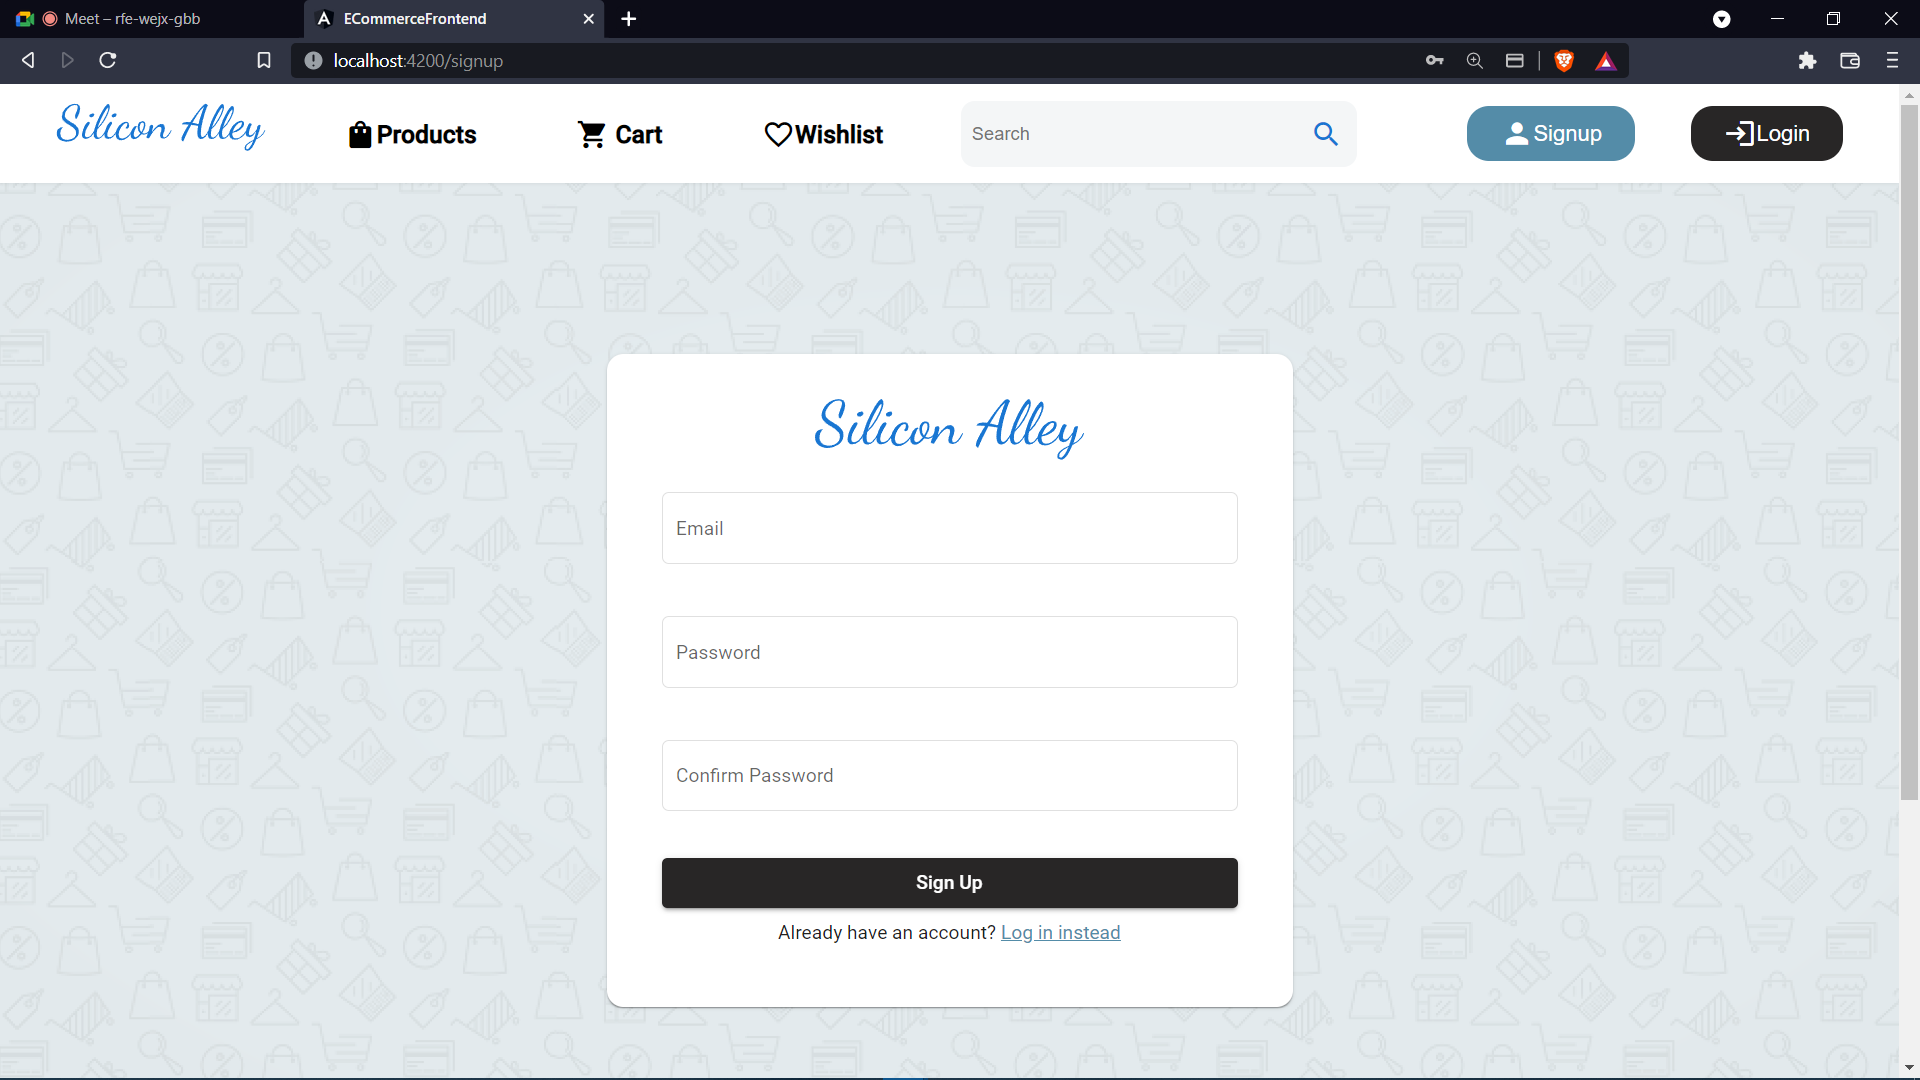 Meet – rfe-wejx-gbb
ECommerceFrontend
localhost:4200/signup
Silicon Alley
Products
Cart
Wishlist
Search
Signup
Login
Silicon Alley
Email
Password
Confirm Password
Sign Up
Already have an account? Log in instead